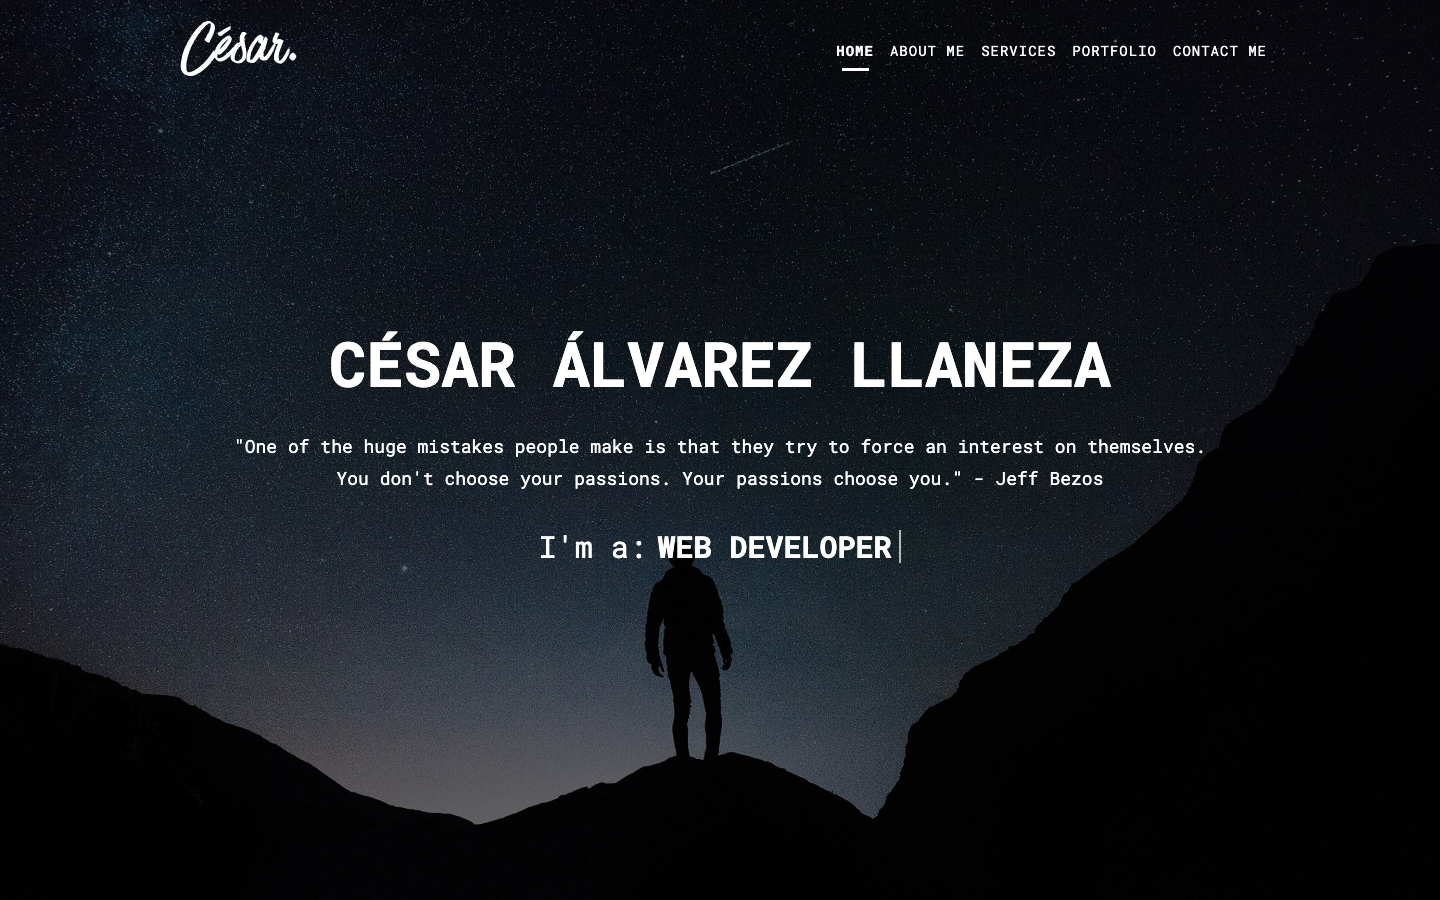 César.
HOME ABOUT ME SERVICES PORTFOLIO CONTACT ME
CÉSAR ÁLVAREZ LLANEZA
"One of the huge mistakes people make is that they try to force an interest on themselves.
You don't choose your passions. Your passions choose you." - Jeff Bezos
I'm a: WEB DEVELOPER